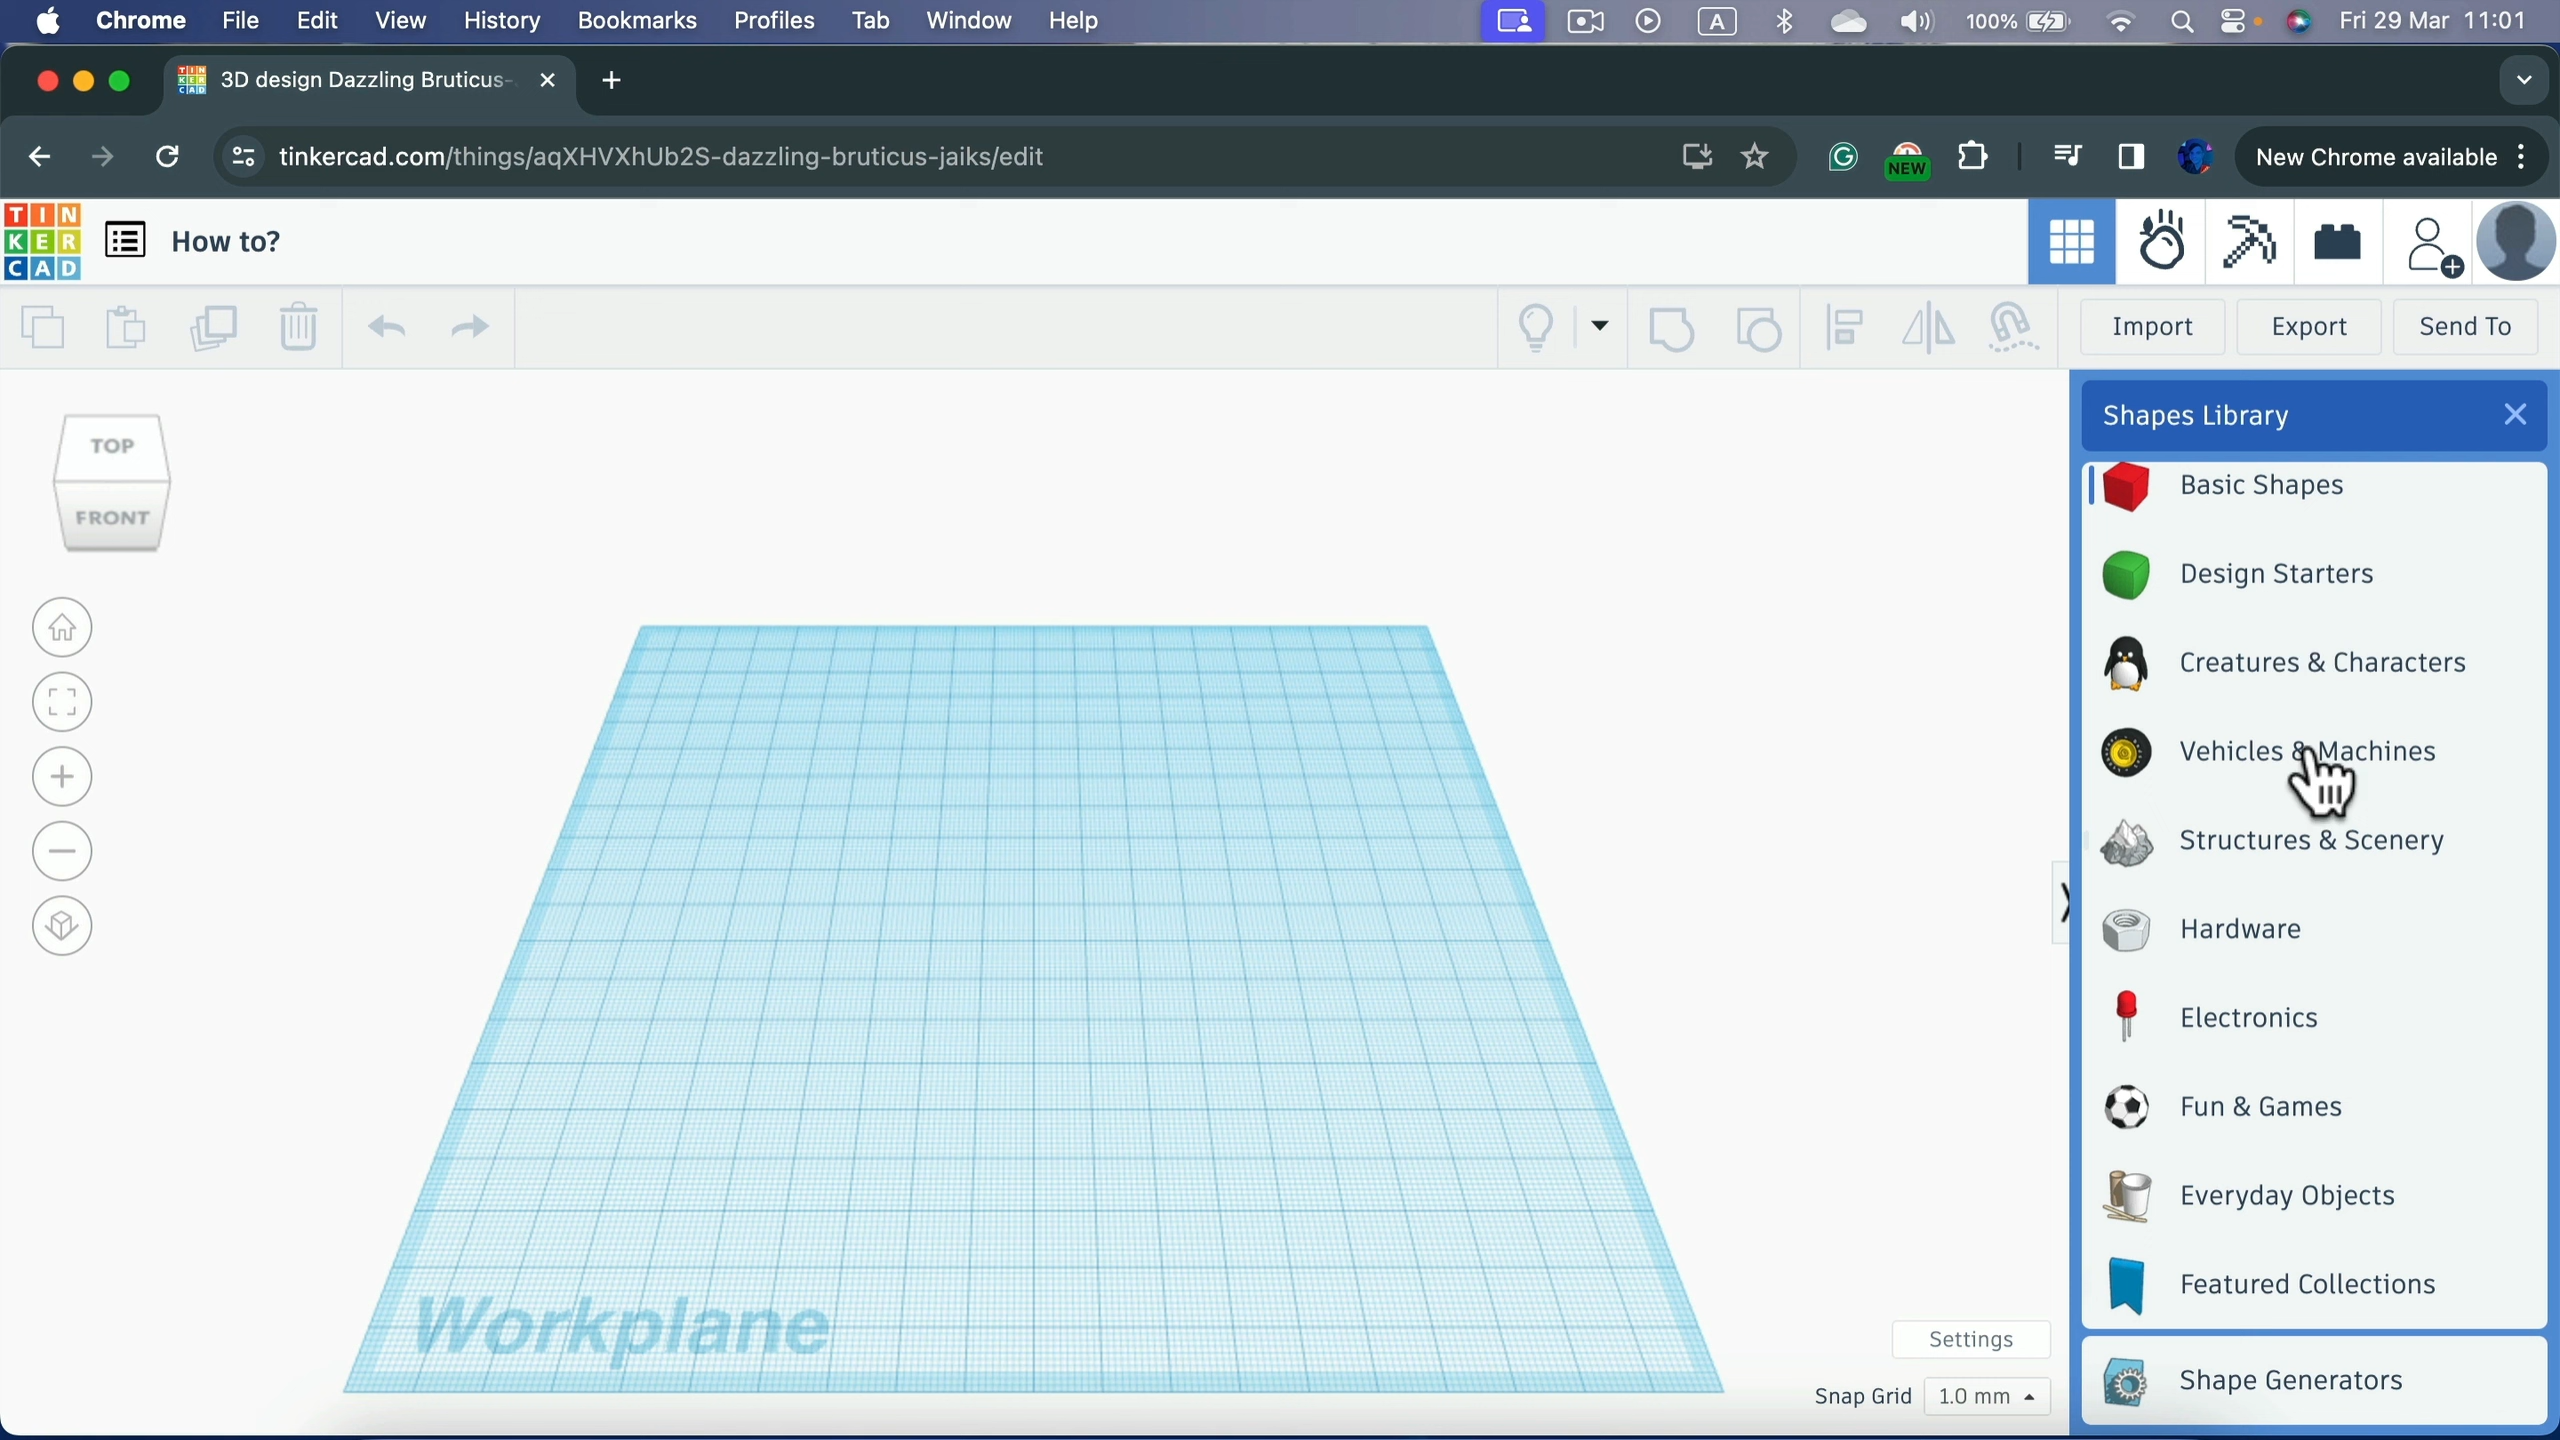 Chrome File Edit View History Bookmarks Profiles Tab Window Help A 100% Fri 29 Mar 11:01
3D design Dazzling Bruticus-
tinkercad.com/things/aqXHVXhUb2S-dazzling-bruticus-jaiks/edit NEW New Chrome available
TIN
KER
CAD
How to?
Import Export Send To
TOP
FRONT
Shapes Library
Basic Shapes
Design Starters
Creatures & Characters
Vehicles & Machines
Structures & Scenery
Hardware
Electronics
Fun & Games
Everyday Objects
Featured Collections
Shape Generators
Workplane
Settings
Snap Grid 1.0 mm